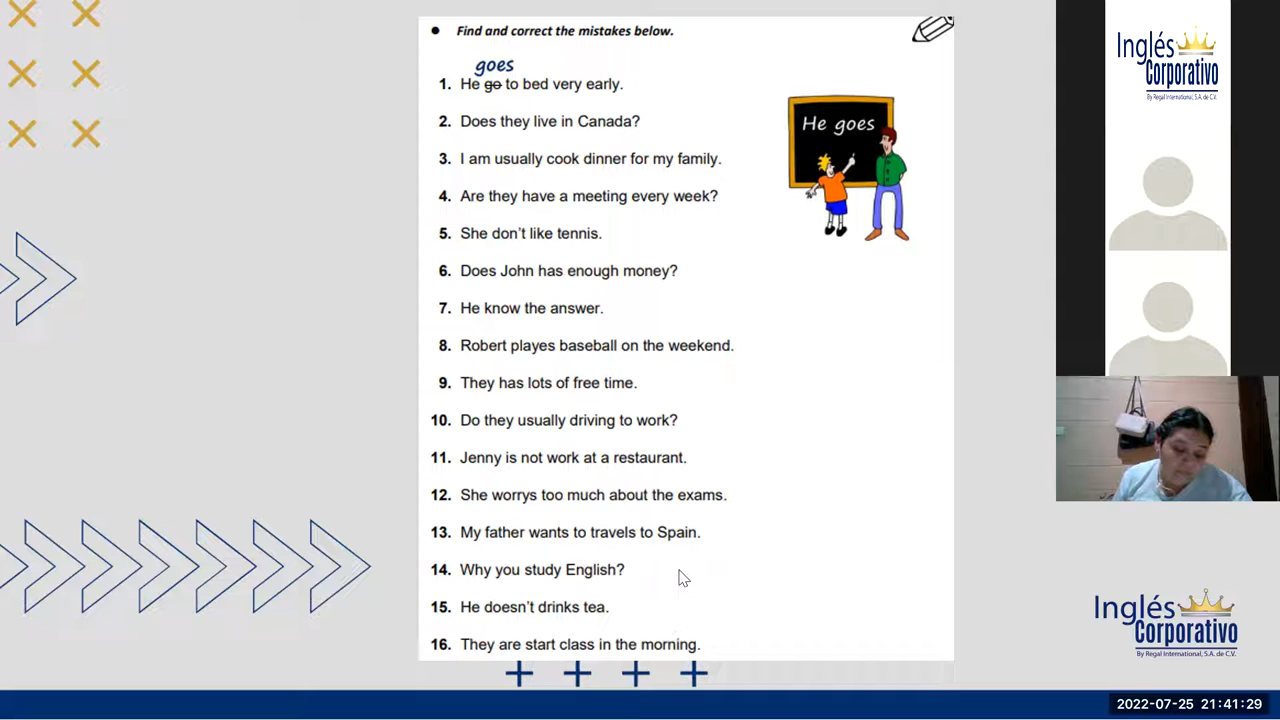 Find and correct the mistakes below.
goes
1. He go to bed very early.
2. Does they live in Canada?
3. I am usually cook dinner for my family.
4. Are they have a meeting every week?
5. She don't like tennis.
6. Does John has enough money?
7. He know the answer.
8. Robert playes baseball on the weekend.
9. They has lots of free time.
10. Do they usually driving to work?
11. Jenny is not work at a restaurant.
12. She worrys too much about the exams.
13. My father wants to travels to Spain.
14. Why you study English?
15. He doesn't drinks tea.
16. They are start class in the morning.
He goes
Inglés
Corporativo
By Regal International, S.A. de C.V.
Inglés
Corporativo
By Regal International, S.A. de C.V.
2022-07-25 21:41:29